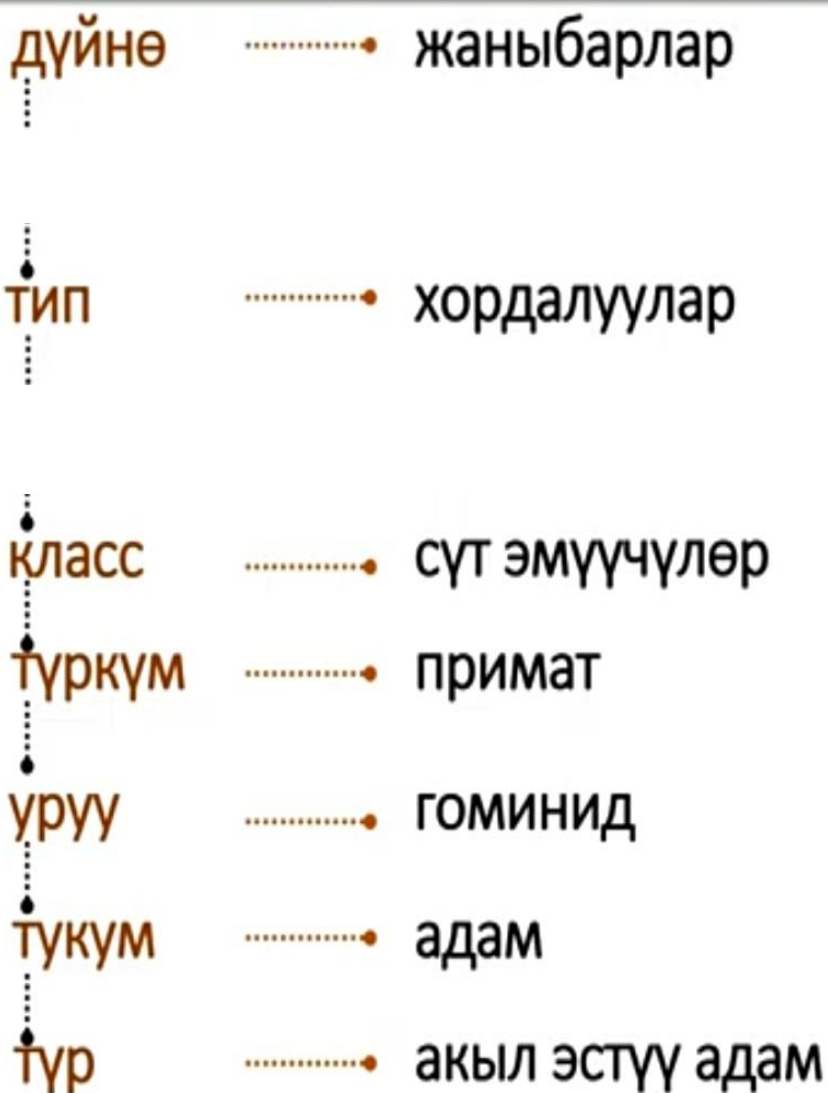 дүйнө жаныбарлар
тип хордалуулар
класс сүт эмүүчүлөр
түркүм примат
уруу гоминид
тукум адам
түр акыл эстүү адам